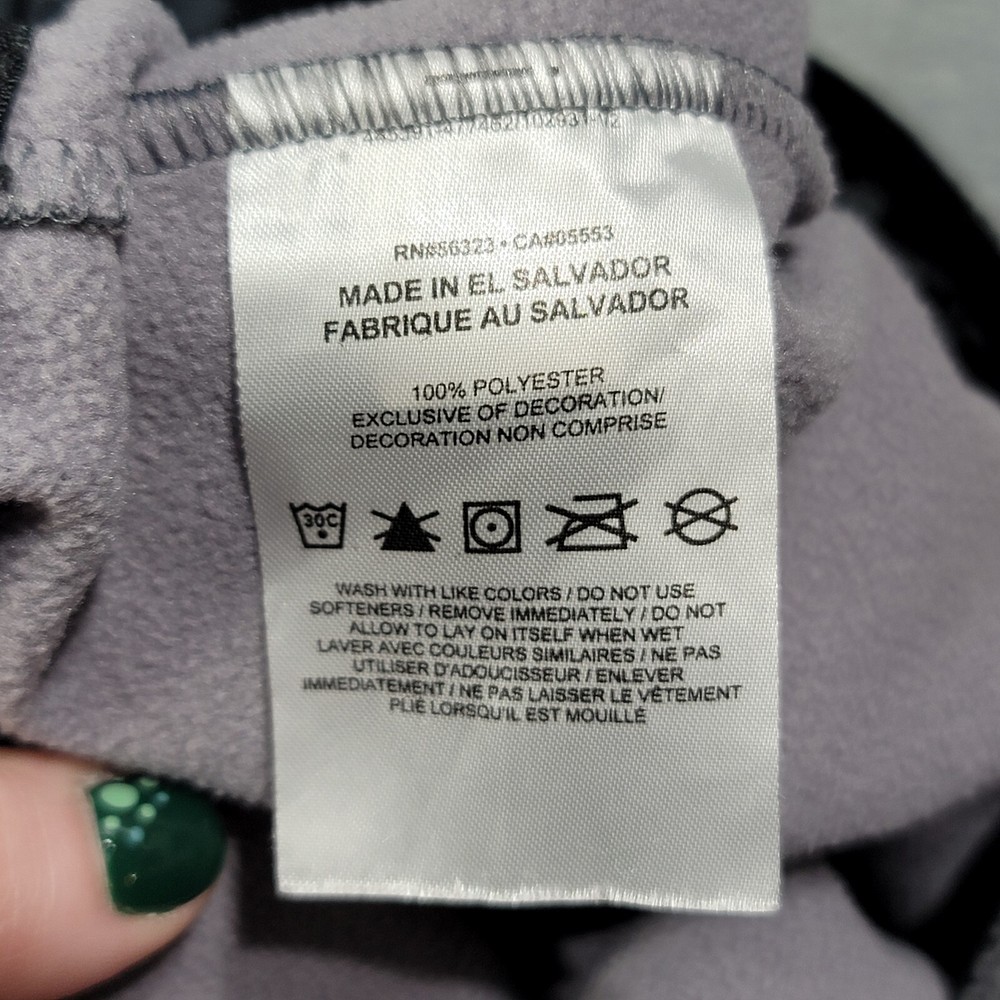 RN#56323 • CA#05553
MADE IN EL SALVADOR
FABRIQUE AU SALVADOR
100% POLYESTER
EXCLUSIVE OF DECORATION/
DECORATION NON COMPRISE
30C
WASH WITH LIKE COLORS / DO NOT USE
SOFTENERS / REMOVE IMMEDIATELY / DO NOT
ALLOW TO LAY ON ITSELF WHEN WET
LAVER AVEC COULEURS SIMILAIRES / NE PAS
UTILISER D'ADOUCISSEUR / ENLEVER
IMMEDIATEMENT / NE PAS LAISSER LE VÊTEMENT
PLIÉ LORSQU'IL EST MOUILLÉ